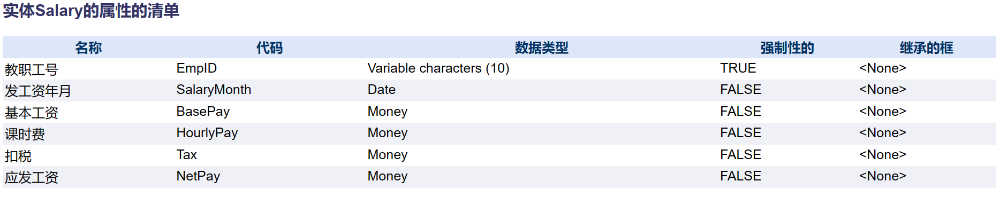 实体Salary的属性的清单
名称 代码 数据类型 强制性的 继承的框
教职工号 EmpID Variable characters (10) TRUE <None>
发工资年月 SalaryMonth Date FALSE <None>
基本工资 BasePay Money FALSE <None>
课时费 HourlyPay Money FALSE <None>
扣税 Tax Money FALSE <None>
应发工资 NetPay Money FALSE <None>